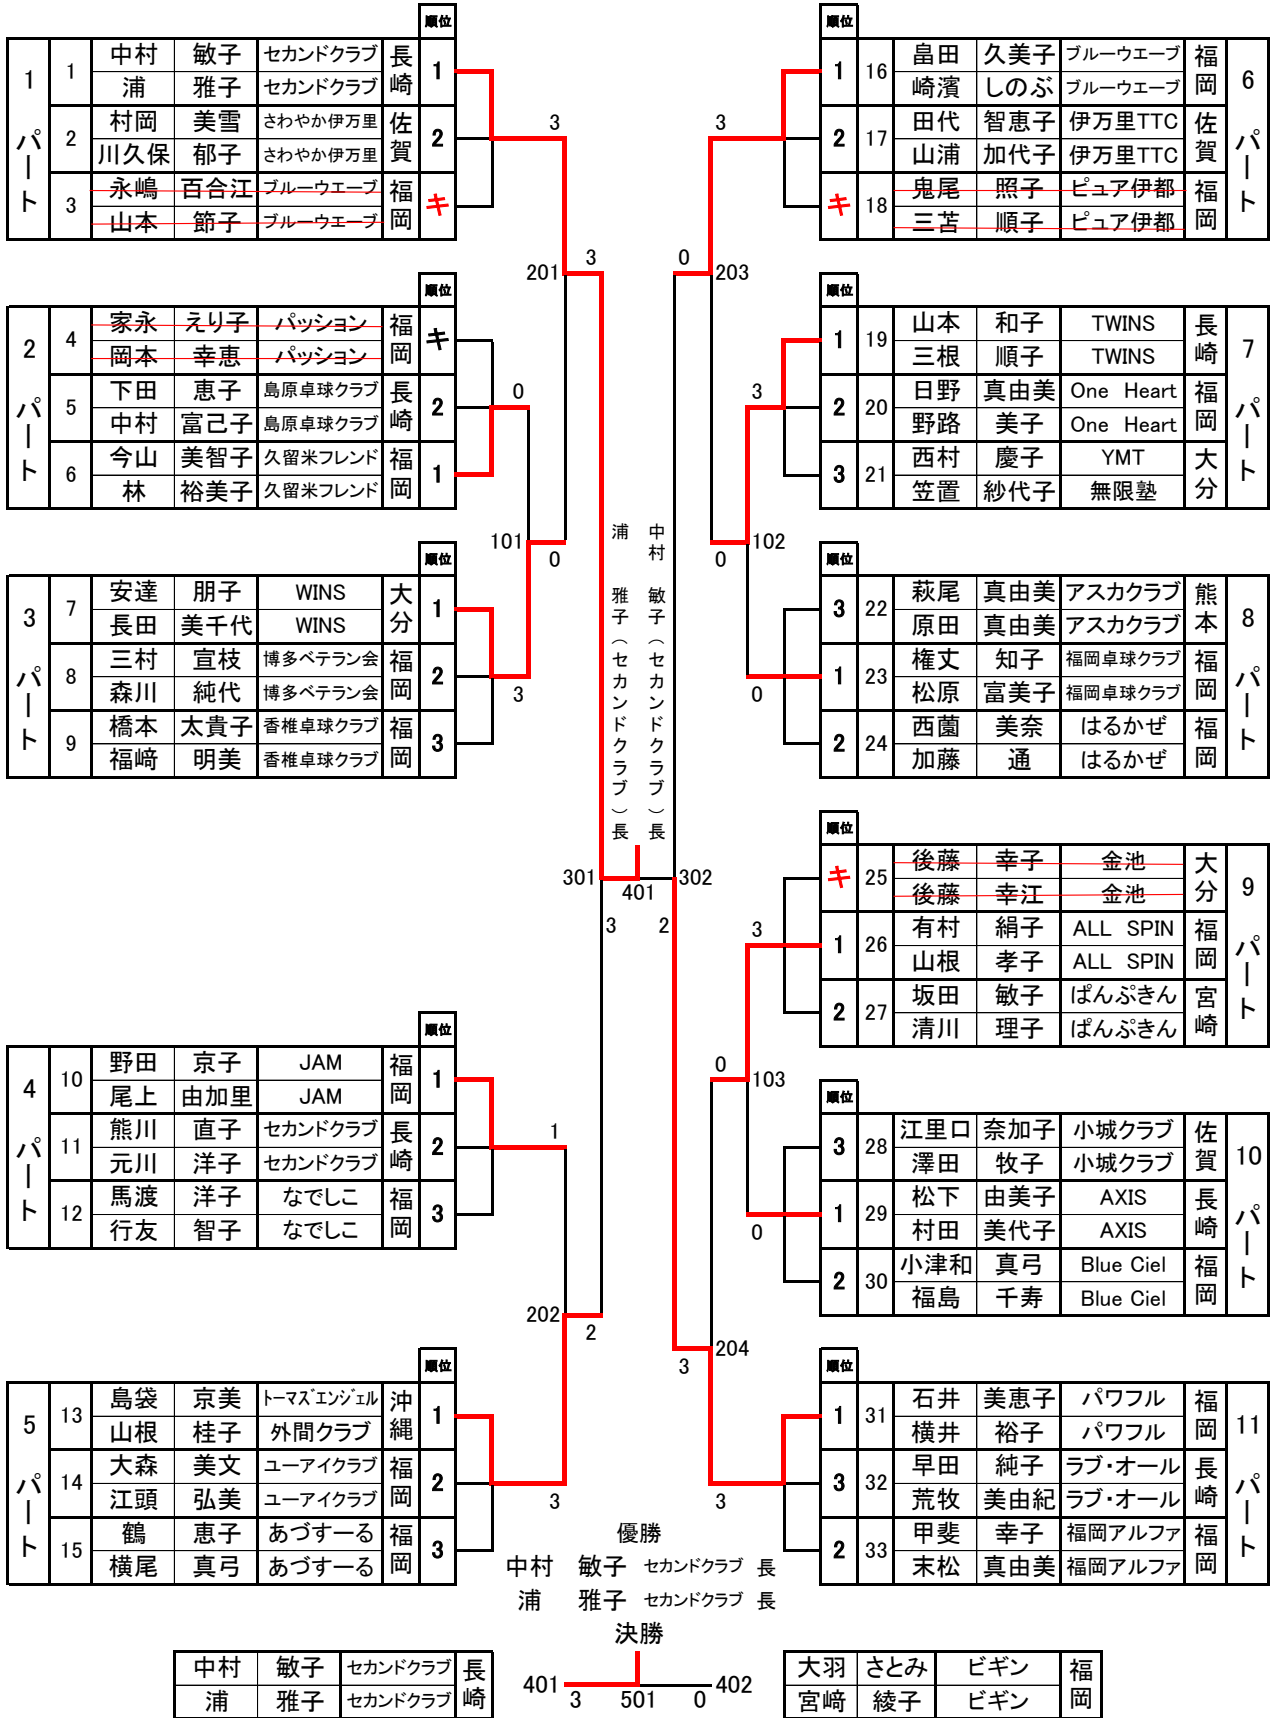 順位
1 パート
1 中村 敏子 セカンドクラブ 長崎 1
浦 雅子 セカンドクラブ
2 村岡 美雪 さわやか伊万里 佐賀 2
川久保 郁子 さわやか伊万里
3 永嶋 百合江 ブルーウエーブ 福岡 キ
山本 節子 ブルーウエーブ
順位
2 パート
4 家永 えり子 パッション 福岡 キ
岡本 幸恵 パッション
5 下田 恵子 島原卓球クラブ 長崎 2
中村 富己子 島原卓球クラブ
6 今山 美智子 久留米フレンド 福岡 1
林 裕美子 久留米フレンド
順位
3 パート
7 安達 朋子 WINS 大分 1
長田 美千代 WINS
8 三村 宣枝 博多ベテラン会 福岡 2
森川 純代 博多ベテラン会
9 橋本 太貴子 香椎卓球クラブ 福岡 3
福﨑 明美 香椎卓球クラブ
順位
4 パート
10 野田 京子 JAM 福岡 1
尾上 由加里 JAM
11 熊川 直子 セカンドクラブ 長崎 2
元川 洋子 セカンドクラブ
12 馬渡 洋子 なでしこ 福岡 3
行友 智子 なでしこ
順位
5 パート
13 島袋 京美 トーマスﾞエンジェル 沖縄 1
山根 桂子 外間クラブ
14 大森 美文 ユーアイクラブ 福岡 2
江頭 弘美 ユーアイクラブ
15 鶴 恵子 あづすーる 福岡 3
横尾 真弓 あづすーる
3
201 3
0
101 0
3
301 3
1
202 2
3
浦 雅子（セカンドクラブ）長
中村 敏子（セカンドクラブ）長
401
3
0 203
3
0 102
0
302
2
3
0 103
0
204
3
3
順位
6 パート
1 16 畠田 久美子 ブルーウエーブ 福岡
崎濱 しのぶ ブルーウエーブ
2 17 田代 智恵子 伊万里TTC 佐賀
山浦 加代子 伊万里TTC
キ 18 鬼尾 照子 ピュア伊都 福岡
三苫 順子 ピュア伊都
順位
7 パート
1 19 山本 和子 TWINS 長崎
三根 順子 TWINS
2 20 日野 真由美 One Heart 福岡
野路 美子 One Heart
3 21 西村 慶子 YMT 大分
笠置 紗代子 無限塾
順位
8 パート
3 22 萩尾 真由美 アスカクラブ 熊本
原田 真由美 アスカクラブ
1 23 権丈 知子 福岡卓球クラブ 福岡
松原 富美子 福岡卓球クラブ
2 24 西薗 美奈 はるかぜ 福岡
加藤 通 はるかぜ
順位
9 パート
キ 25 後藤 幸子 金池 大分
後藤 幸江 金池
1 26 有村 絹子 ALL SPIN 福岡
山根 孝子 ALL SPIN
2 27 坂田 敏子 ぱんぷきん 宮崎
清川 理子 ぱんぷきん
順位
10 パート
3 28 江里口 奈加子 小城クラブ 佐賀
澤田 牧子 小城クラブ
1 29 松下 由美子 AXIS 長崎
村田 美代子 AXIS
2 30 小津和 真弓 Blue Ciel 福岡
福島 千寿 Blue Ciel
順位
11 パート
1 31 石井 美恵子 パワフル 福岡
横井 裕子 パワフル
3 32 早田 純子 ラブ・オール 長崎
荒牧 美由紀 ラブ・オール
2 33 甲斐 幸子 福岡アルファ 福岡
末松 真由美 福岡アルファ
優勝
中村 敏子 セカンドクラブ 長
浦 雅子 セカンドクラブ 長
決勝
中村 敏子 セカンドクラブ 長崎
浦 雅子 セカンドクラブ
401 402
3 501 0
大羽 さとみ ビギン 福岡
宮﨑 綾子 ビギン